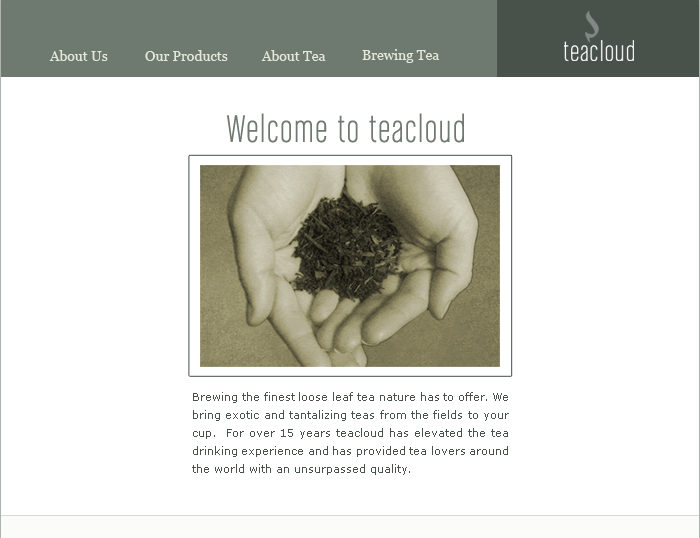 About Us
Our Products
About Tea
Brewing Tea
teacloud
Welcome to teacloud
Brewing the finest loose leaf tea nature has to offer. We
bring exotic and tantalizing teas from the fields to your
cup. For over 15 years teacloud has elevated the tea
drinking experience and has provided tea lovers around
the world with an unsurpassed quality.